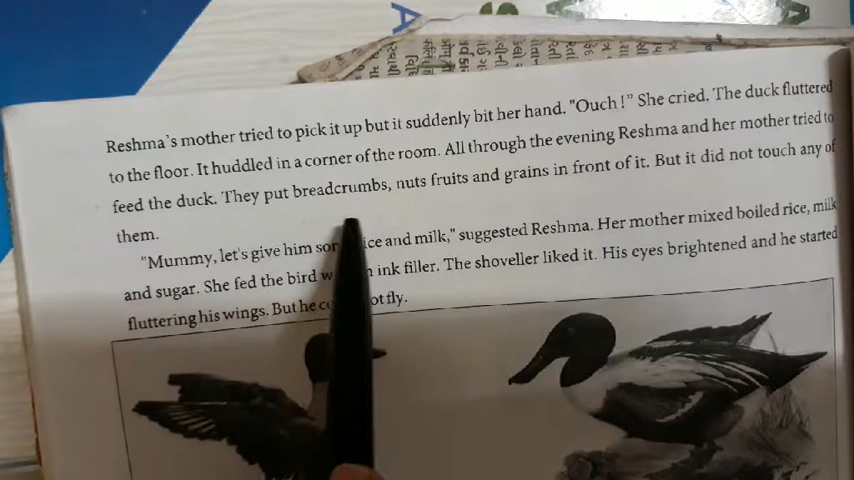 Reshma's mother tried to pick it up but it suddenly bit her hand. "Ouch !" She cried. The duck fluttered
to the floor. It huddled in a corner of the room. All through the evening Reshma and her mother tried to
feed the duck. They put breadcrumbs, nuts fruits and grains in front of it. But it did not touch any of
them.
"Mummy, let's give him ice and milk," suggested Reshma. Her mother mixed boiled rice, milk
and sugar. She fed the bird ink filler. The shoveller liked it. His eyes brightened and he started
fluttering his wings. But he not fly.